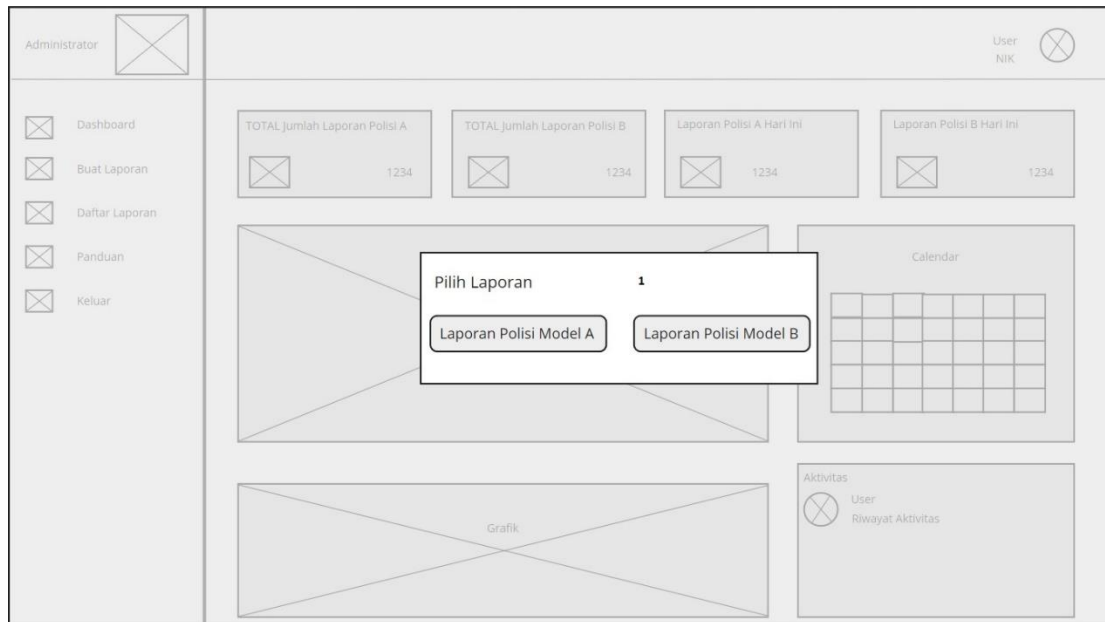 Administrator
User
NIK
Dashboard
Buat Laporan
Daftar Laporan
Panduan
Keluar
TOTAL Jumlah Laporan Polisi A
1234
TOTAL Jumlah Laporan Polisi B
1234
Laporan Polisi A Hari Ini
1234
Laporan Polisi B Hari Ini
1234
Pilih Laporan
1
Laporan Polisi Model A
Laporan Polisi Model B
Calendar
Grafik
Aktivitas
User
Riwayat Aktivitas